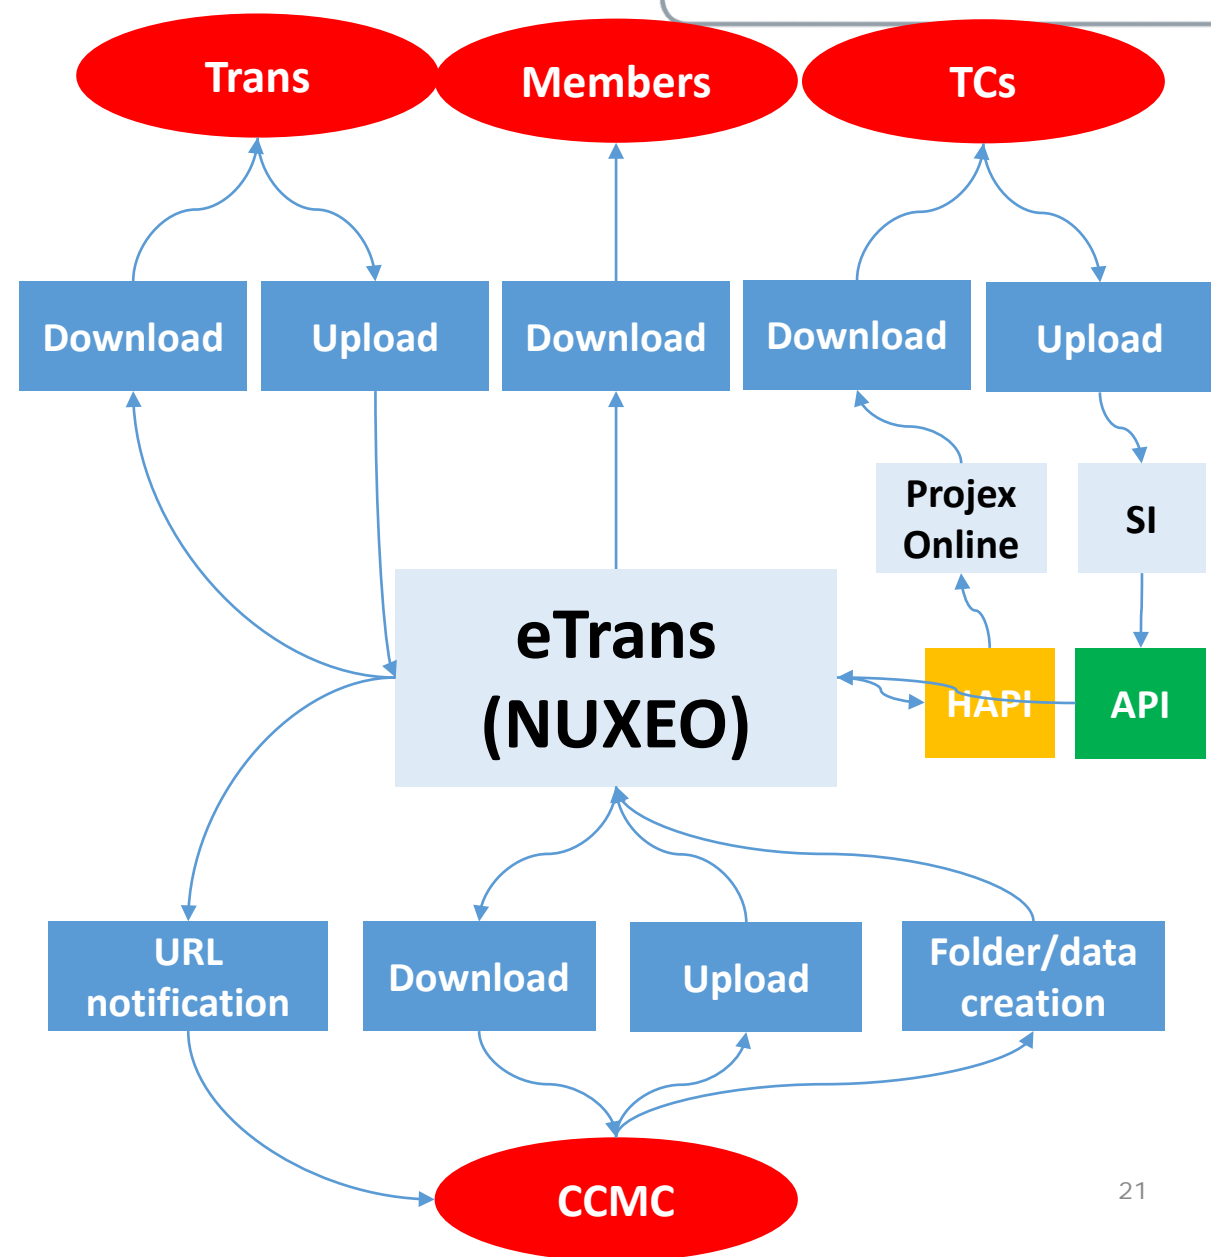 Trans
Members
TCs
Download
Upload
Download
Download
Upload
Projex
Online
SI
eTrans
(NUXEO)
HAPI
API
URL
notification
Download
Upload
Folder/data
creation
CCMC
21